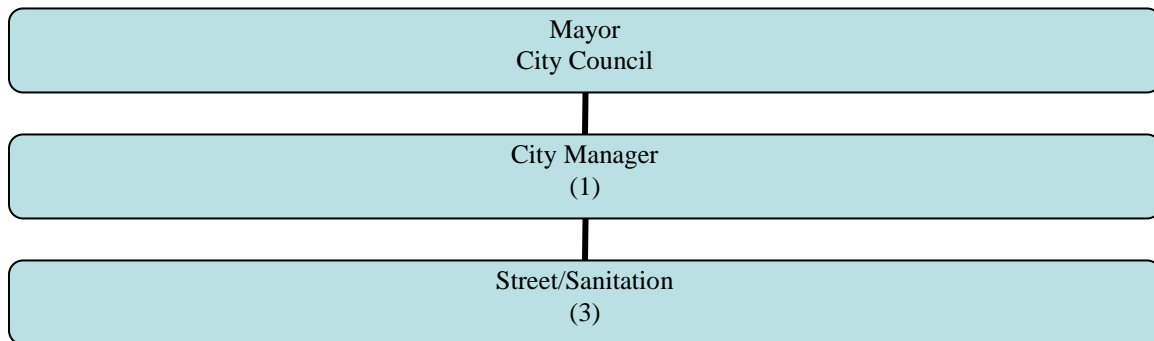 Mayor
City Council
City Manager
(1)
Street/Sanitation
(3)